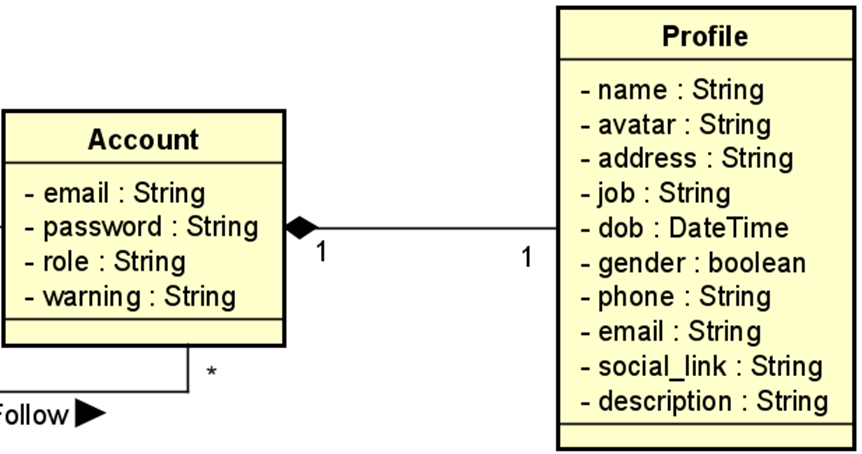 Account
- email : String
- password : String
- role : String
- warning : String
1
1
*
Follow
Profile
- name : String
- avatar : String
- address : String
- job : String
- dob : DateTime
- gender : boolean
- phone : String
- email : String
- social_link : String
- description : String